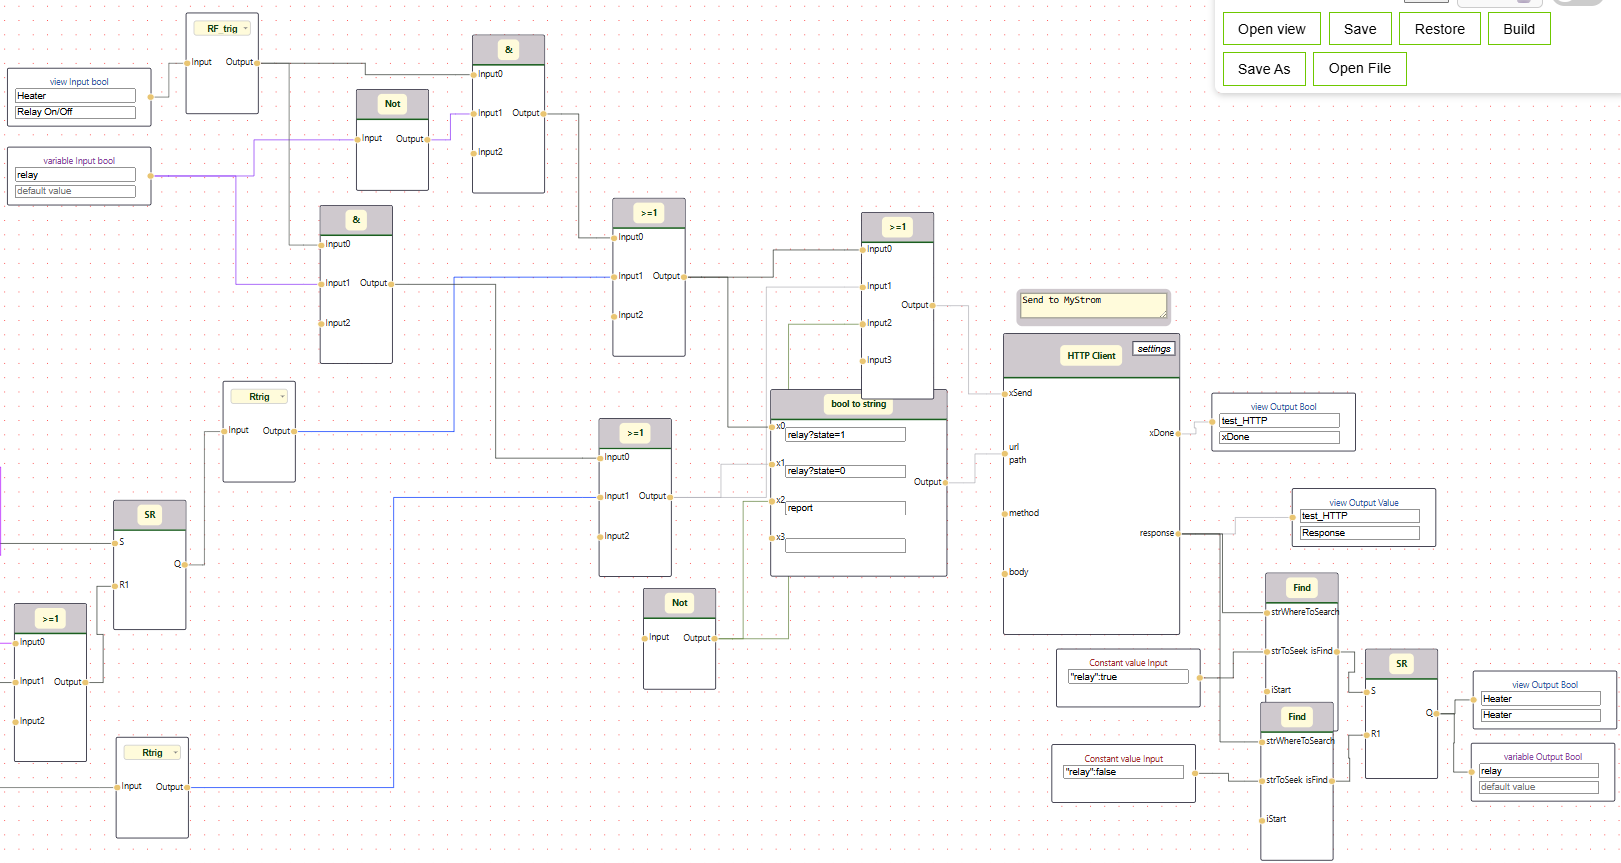 Open view
Save
Restore
Build
Save As
Open File
RF_trig
Input
Output
view Input bool
Heater
Relay On/Off
variable Input bool
relay
default value
Not
Input
Output
&
Input0
Input1
Output
Input2
&
Input0
Input1
Output
Input2
>=1
Input0
Input1
Output
Input2
>=1
Input0
Input1
Output
Input2
Input3
Send to MyStrom
HTTP Client
settings
xSend
url
path
method
body
xDone
response
view Output Bool
test_HTTP
xDone
view Output Value
test_HTTP
Response
Rtrig
Input
Output
>=1
Input0
Input1
Output
Input2
bool to string
x0
relay?state=1
x1
relay?state=0
Output
x2
report
x3
SR
S
Q
R1
>=1
Input0
Input1
Output
Input2
Not
Input
Output
Rtrig
Input
Output
Find
strWhereToSearch
strToSeek
isFind
iStart
Constant value Input
"relay":true
Find
strWhereToSearch
strToSeek
isFind
iStart
Constant value Input
"relay":false
SR
S
Q
R1
view Output Bool
Heater
Heater
variable Output Bool
relay
default value